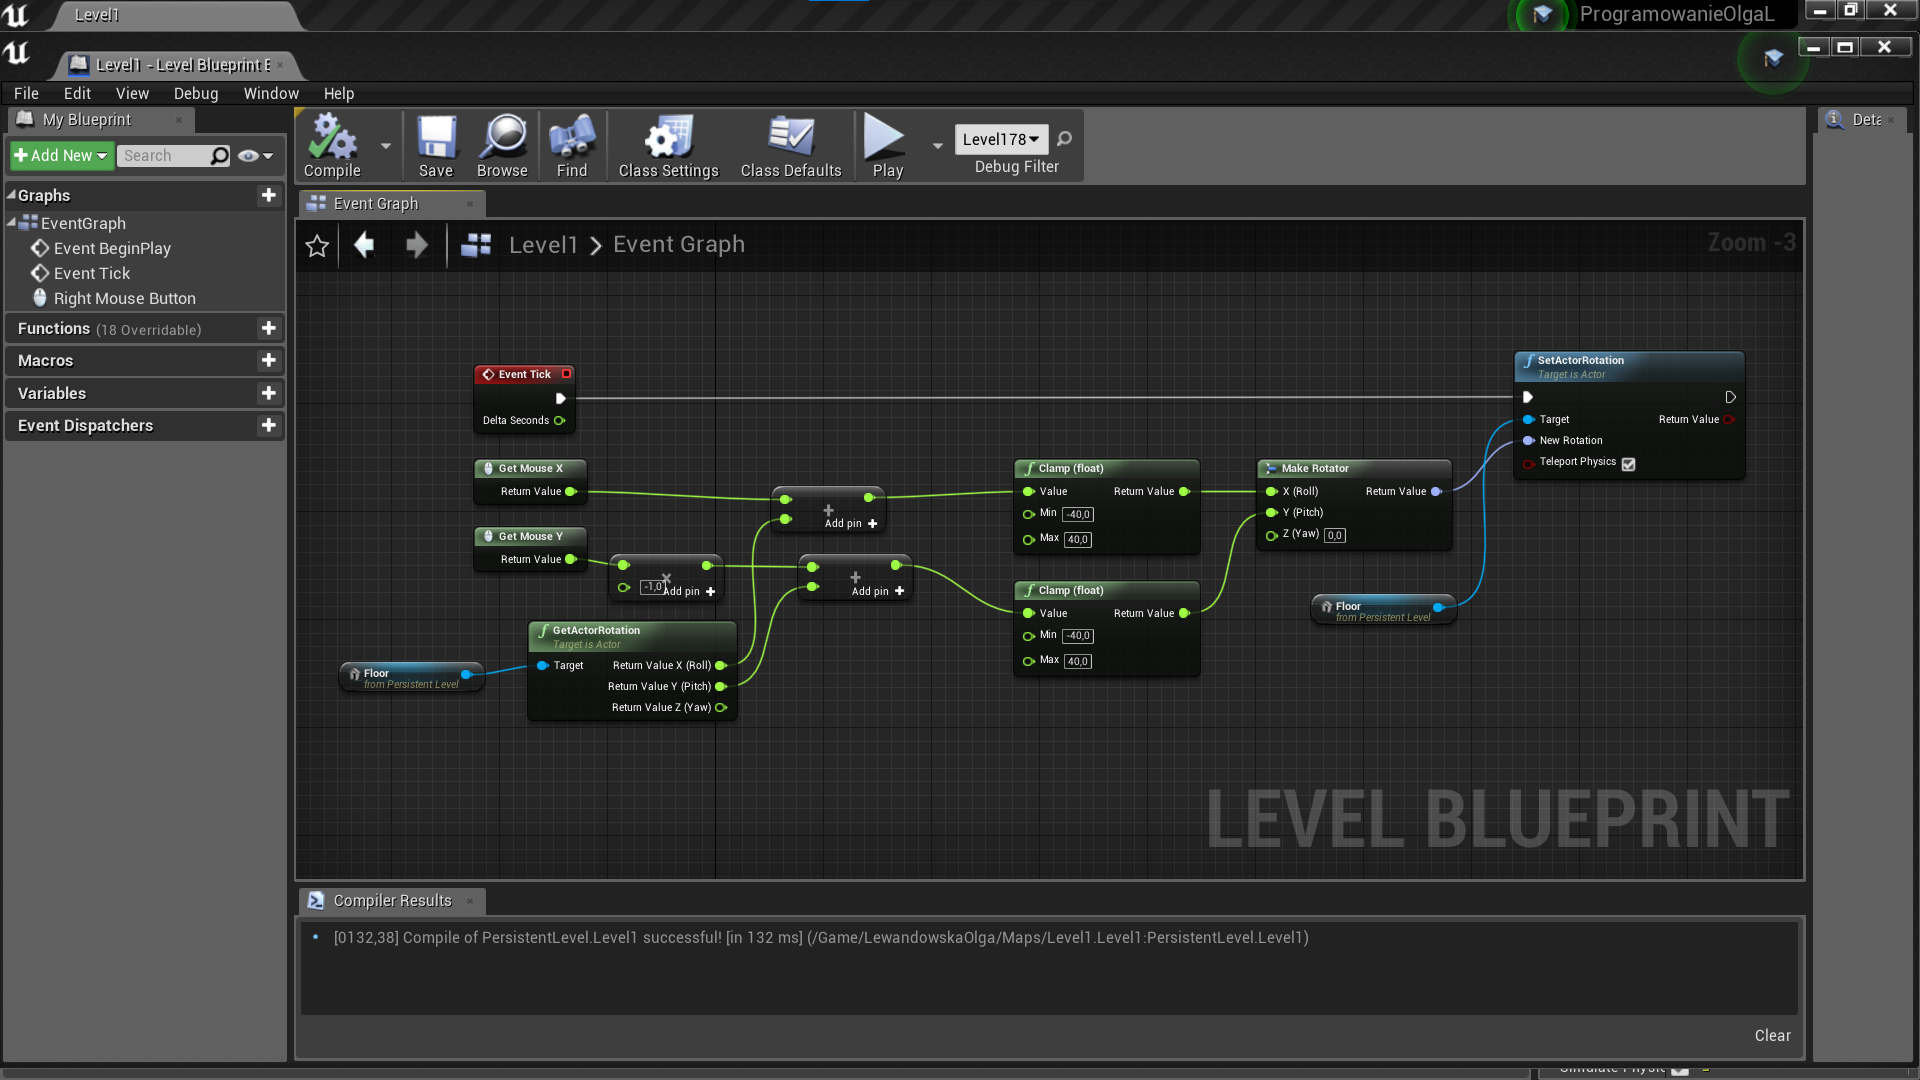 Level1
ProgramowanieOlgaL
Level1 - Level Blueprint E
File Edit View Debug Window Help
My Blueprint
Add New
Search
Graphs
EventGraph
Event BeginPlay
Event Tick
Right Mouse Button
Functions (18 Overridable)
Macros
Variables
Event Dispatchers
Compile
Save
Browse
Find
Class Settings
Class Defaults
Play
Level178
Debug Filter
Deta
Event Graph
Level1 > Event Graph
Zoom -3
Event Tick
Delta Seconds
Get Mouse X
Return Value
Get Mouse Y
Return Value
-1,0
Add pin +
+
Add pin +
+
Add pin +
GetActorRotation
Target is Actor
Target Return Value X (Roll)
Return Value Y (Pitch)
Return Value Z (Yaw)
Floor
from Persistent Level
Clamp (float)
Value Return Value
Min -40,0
Max 40,0
Clamp (float)
Value Return Value
Min -40,0
Max 40,0
Make Rotator
X (Roll) Return Value
Y (Pitch)
Z (Yaw) 0,0
Floor
from Persistent Level
SetActorRotation
Target is Actor
Target Return Value
New Rotation
Teleport Physics
LEVEL BLUEPRINT
Compiler Results
[0132,38] Compile of PersistentLevel.Level1 successful! [in 132 ms] (/Game/LewandowskaOlga/Maps/Level1.Level1:PersistentLevel.Level1)
Clear